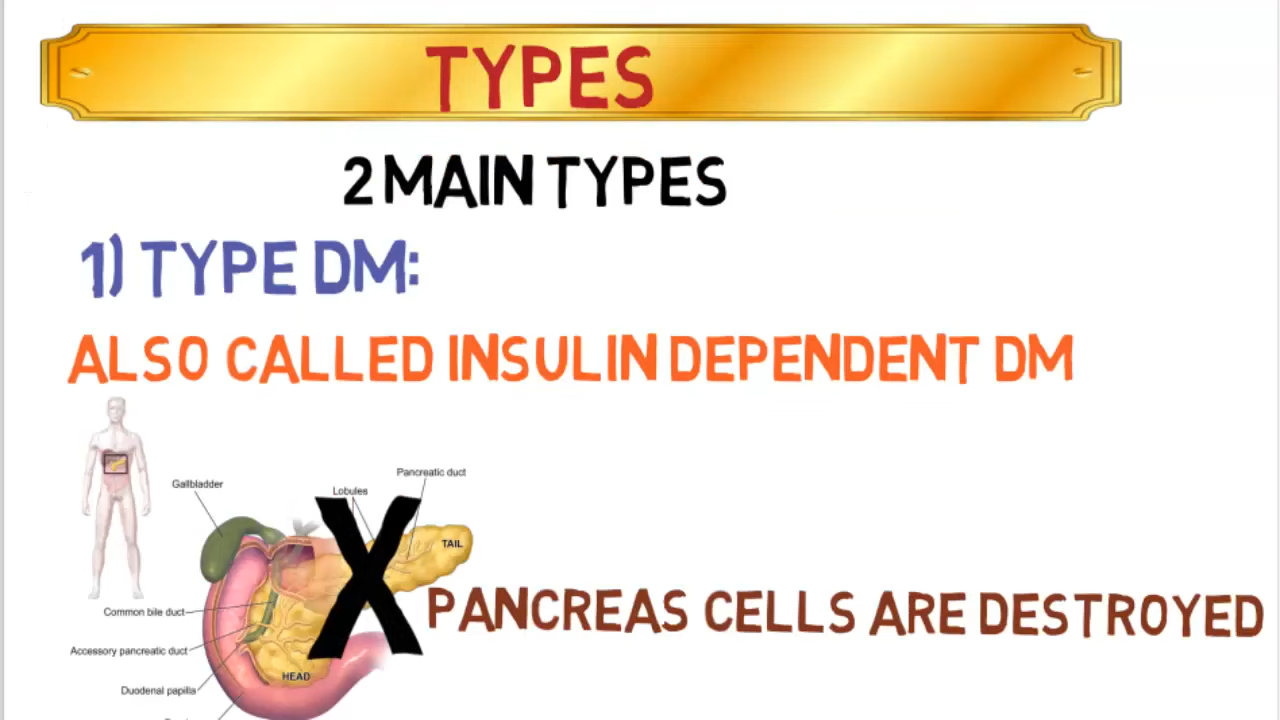 TYPES
2 MAIN TYPES
1) TYPE DM:
ALSO CALLED INSULIN DEPENDENT DM
Pancreatic duct
Gallbladder
Lobules
TAIL
Common bile duct
PANCREAS CELLS ARE DESTROYED
Accessory pancreatic duct
HEAD
Duodenal papilla